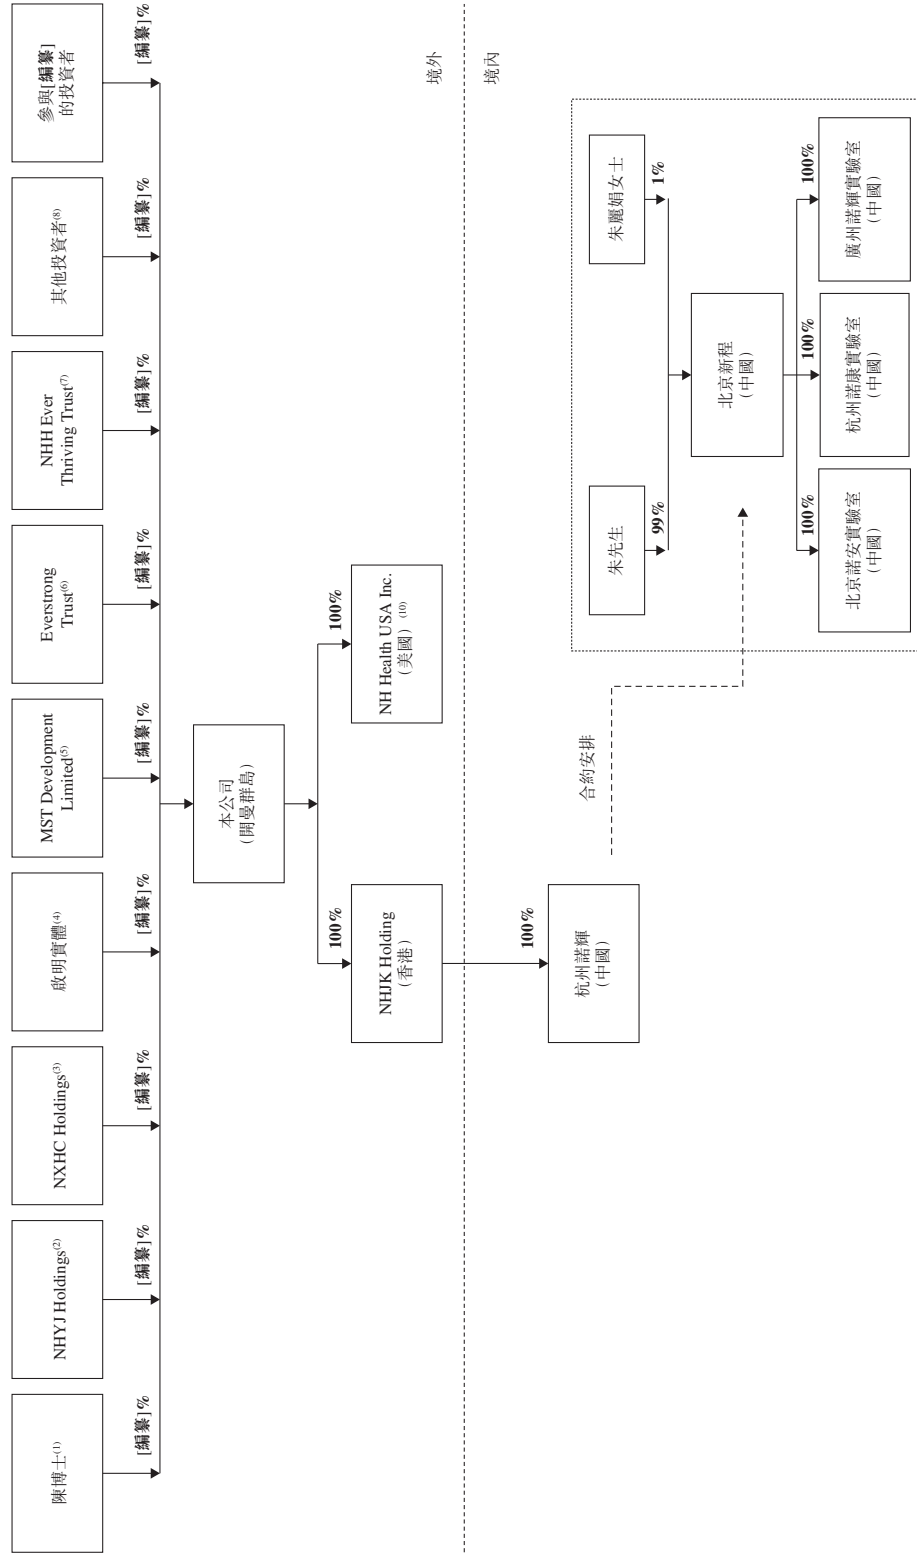 陳博士(1)
NHYJ Holdings(2)
NXHC Holdings(3)
啟明實體(4)
MST Development
Limited(5)
Everstrong
Trust(6)
NHH Ever
Thriving Trust(7)
其他投資者(8)
參與[編纂]
的投資者
[編纂]%
[編纂]%
[編纂]%
[編纂]%
[編纂]%
[編纂]%
[編纂]%
[編纂]%
[編纂]%
本公司
(開曼群島)
100%
100%
NHJK Holding
(香港)
NH Health USA Inc.
(美國)(10)
境外
境內
100%
杭州諾輝
(中國)
合約安排
朱先生
朱麗娟女士
99%
1%
北京新程
(中國)
100%
100%
100%
北京諾安實驗室
(中國)
杭州諾康實驗室
(中國)
廣州諾輝實驗室
(中國)